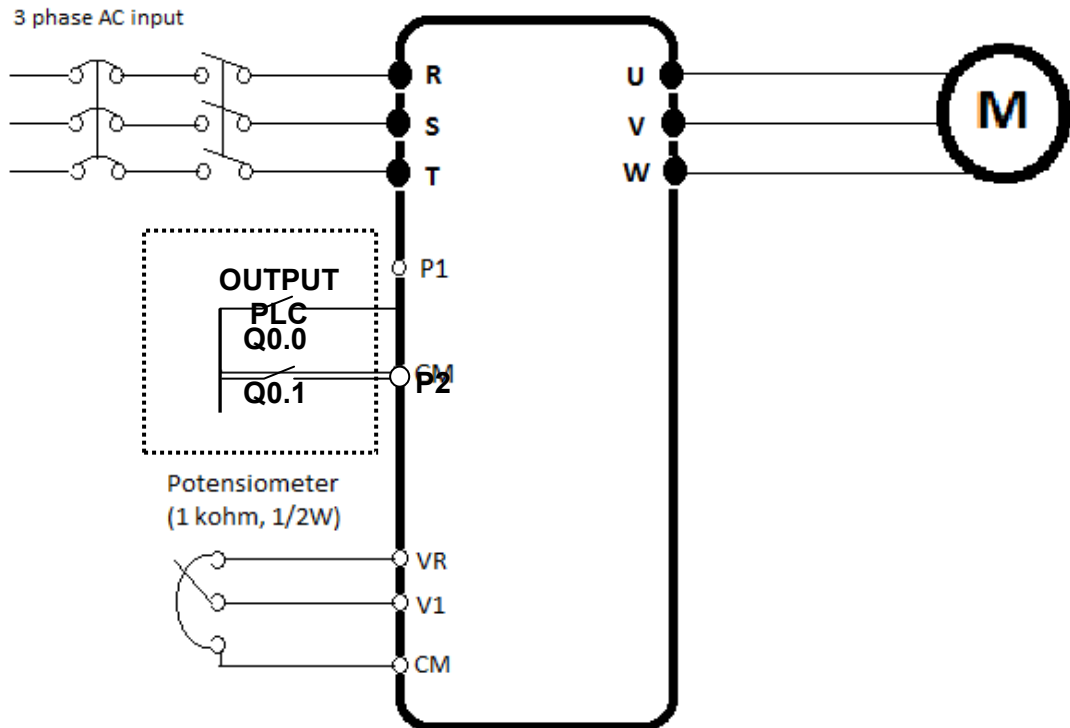 3 phase AC input
R
U
M
S
V
T
W
P1
OUTPUT
PLC
Q0.0
CM
P2
Q0.1
Potensiometer
(1 kohm, 1/2W)
VR
V1
CM